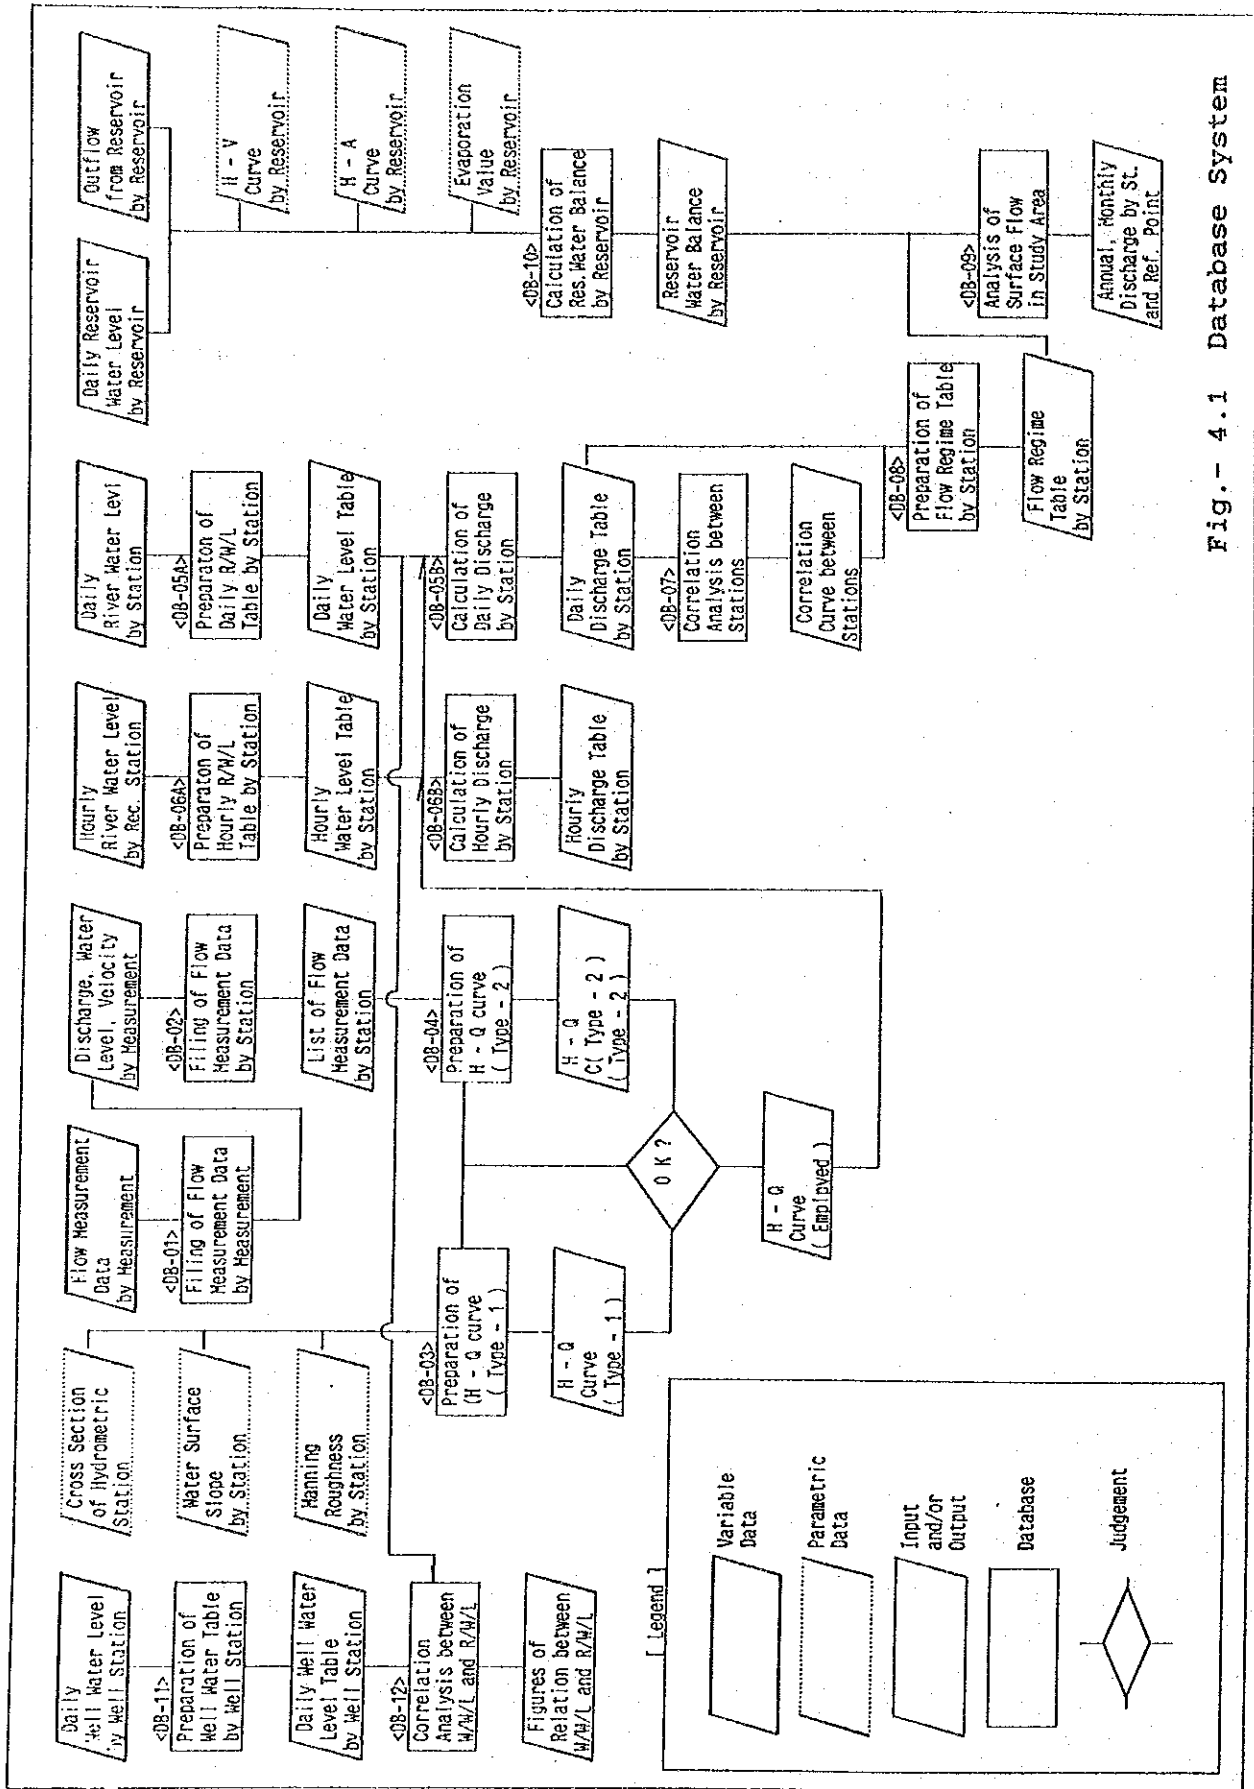 Daily
Well Water Level
by Well Station
<DB-11>
Preparation of
Well Water Table
by Well Station
Daily Well Water
Level Table
by Well Station
<DB-12>
Correlation
Analysis between
W/W/L and R/W/L
Figures of
Relation between
W/W/L and R/W/L
Cross Section
of Hydrometric
Station
Water Surface
Slope
by Station
Manning
Roughness
by Station
<DB-03>
Preparation of
(H - Q curve
( Type - 1 )
H - Q
Curve
( Type - 1 )
Flow Measurement
Data
by Measurement
<DB-01>
Filing of Flow
Measurement Data
by Measurement
Discharge, Water
Level, Velocity
by Measurement
<DB-02>
Filing of Flow
Measurement Data
by Station
List of Flow
Measurement Data
by Station
<DB-04>
Preparation of
H - Q curve
( Type - 2 )
H - Q
C( Type - 2 )
( Type - 2 )
O K ?
H - Q
Curve
( Employed )
Hourly
River Water Level
by Rec. Station
<DB-06A>
Preparaton of
Hourly R/W/L
Table by Station
Hourly
Water Level Table
by Station
<DB-06B>
Calculation of
Hourly Discharge
by Station
Hourly
Discharge Table
by Station
Daily
River Water Levl
by Station
<DB-05A>
Preparaton of
Daily R/W/L
Table by Station
Daily
Water Level Table
by Station
<DB-05B>
Calculation of
Daily Discharge
by Station
Daily
Discharge Table
by Station
<DB-07>
Correlation
Analysis between
Stations
Correlation
Curve between
Stations
<DB-08>
Preparation of
Flow Regime Table
by Station
Flow Regime
Table
by Station
Daily Reservoir
Water Level
by Reservoir
Outflow
from Reservoir
by Reservoir
H - V
Curve
by Reservoir
H - A
Curve
by Reservoir
Evaporation
Value
by Reservoir
<DB-10>
Calculation of
Res. Water Balance
by Reservoir
Reservoir
Water Balance
by Reservoir
<DB-09>
Analysis of
Surface Flow
in Study Area
Annual, Monthly
Discharge by St.
and Ref. Point
[ Legend ]
Variable
Data
Parametric
Data
Input
and/or
Output
Database
Judgement
Fig.- 4.1 Database System